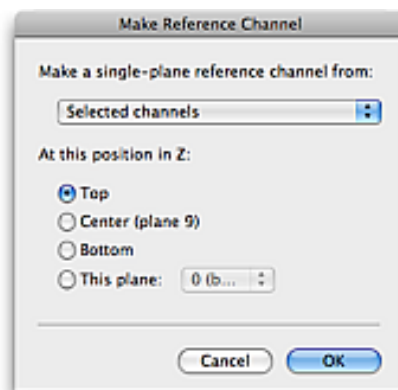 Make Reference Channel
Make a single-plane reference channel from:
Selected channels
At this position in Z:
Top
Center (plane 9)
Bottom
This plane: 0 (b...
Cancel OK